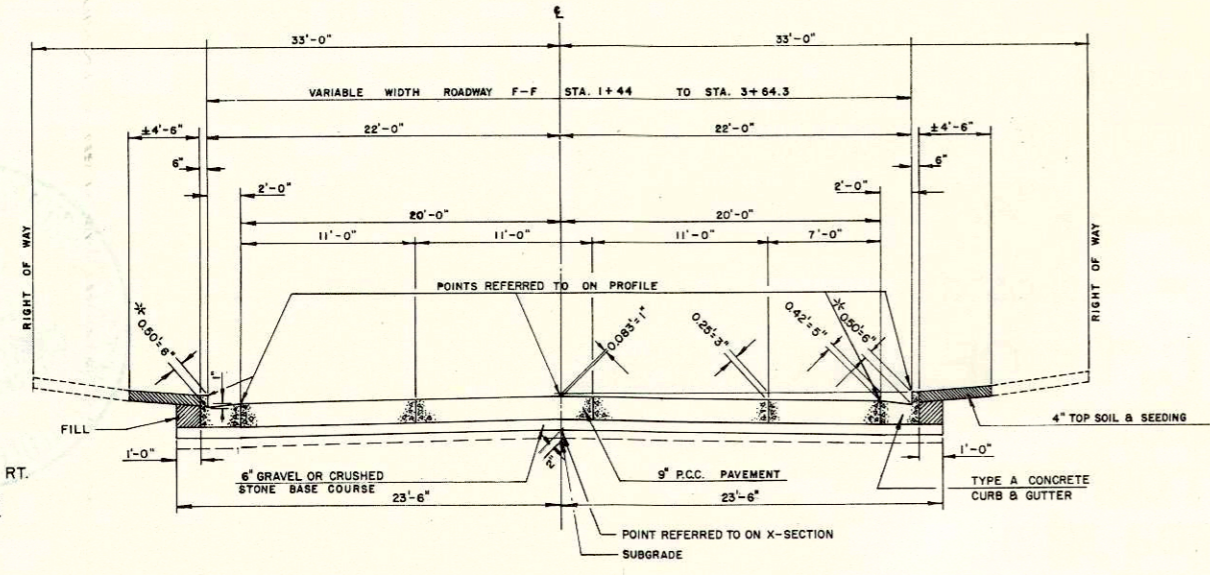 ℄
33'-0" 33'-0"
VARIABLE WIDTH ROADWAY F-F STA. 1+44 TO STA. 3+64.3
±4'-6" 22'-0" 22'-0" ±4'-6"
6" 6"
2'-0" 2'-0"
20'-0" 20'-0"
11'-0" 11'-0" 11'-0" 7'-0"
RIGHT OF WAY
RIGHT OF WAY
POINTS REFERRED TO ON PROFILE
* 0.50'=6"
1"
0.083'=1"
0.25'=3"
0.42'=5"
* 0.50'=6"
FILL
4" TOP SOIL & SEEDING
1'-0" 1'-0"
RT.
6" GRAVEL OR CRUSHED
STONE BASE COURSE
9" P.C.C. PAVEMENT
TYPE A CONCRETE
CURB & GUTTER
23'-6" 23'-6"
POINT REFERRED TO ON X-SECTION
SUBGRADE